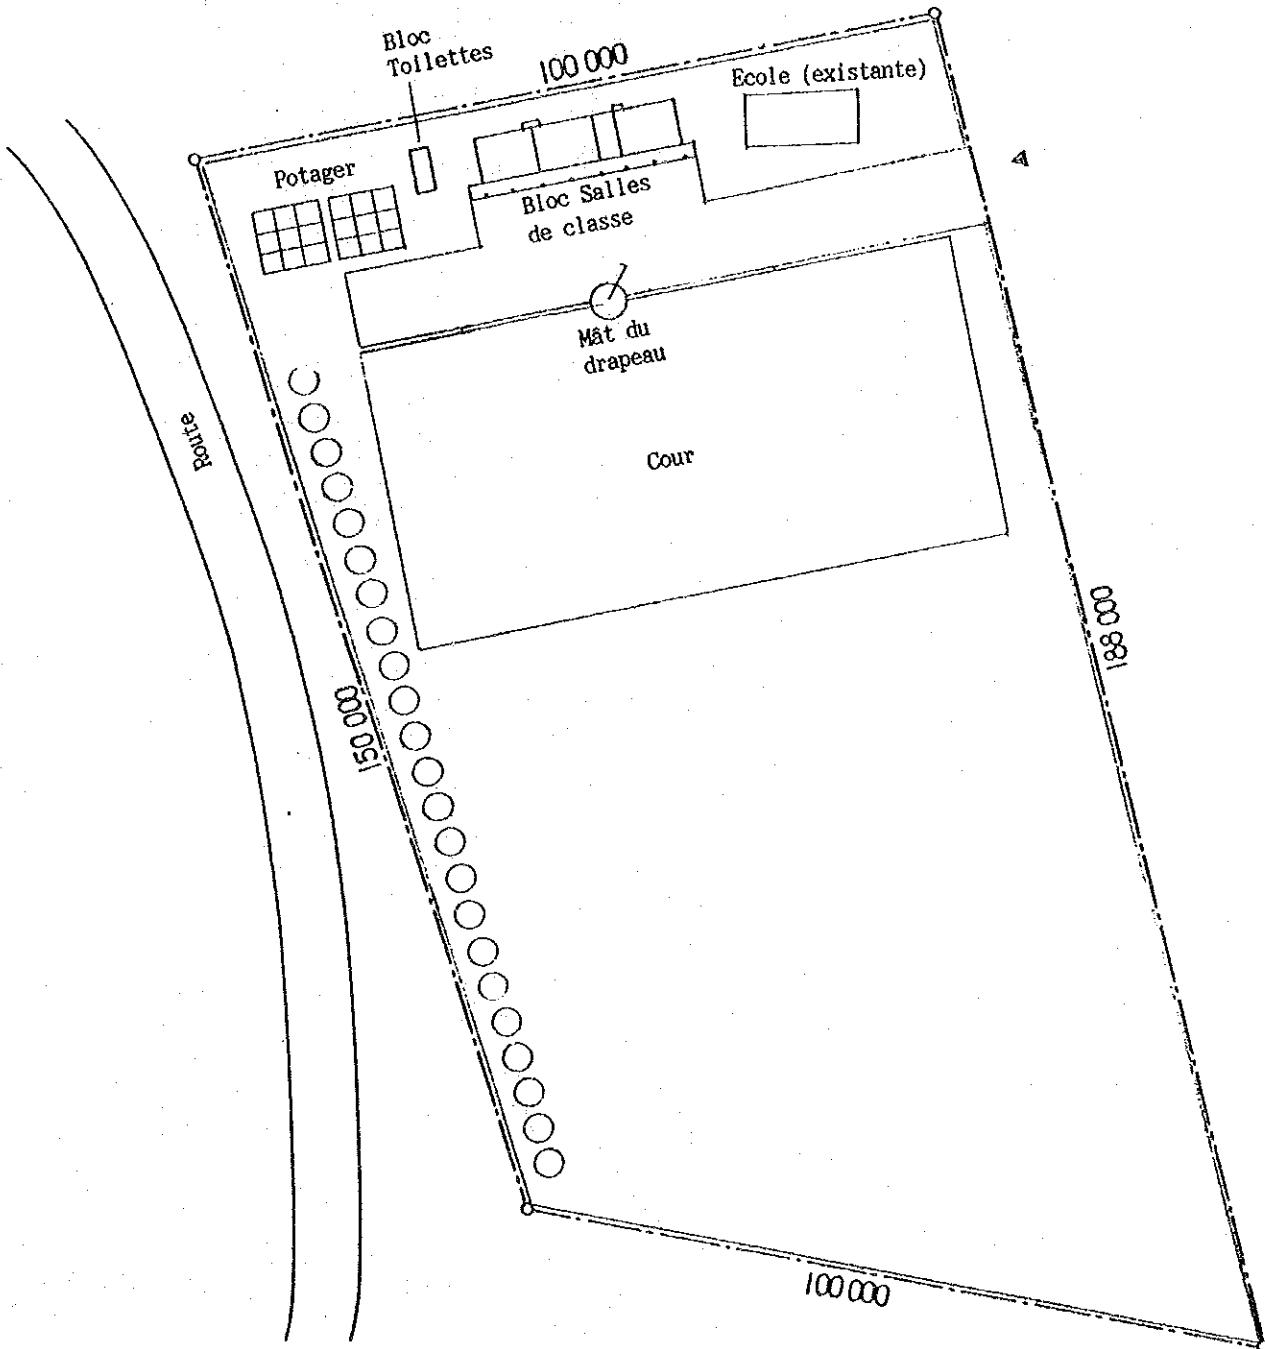 Bloc
Toilettes
100 000
Ecole (existante)
Potager
Bloc Salles
de classe
Mât du
drapeau
Route
Cour
188 000
150 000
100 000